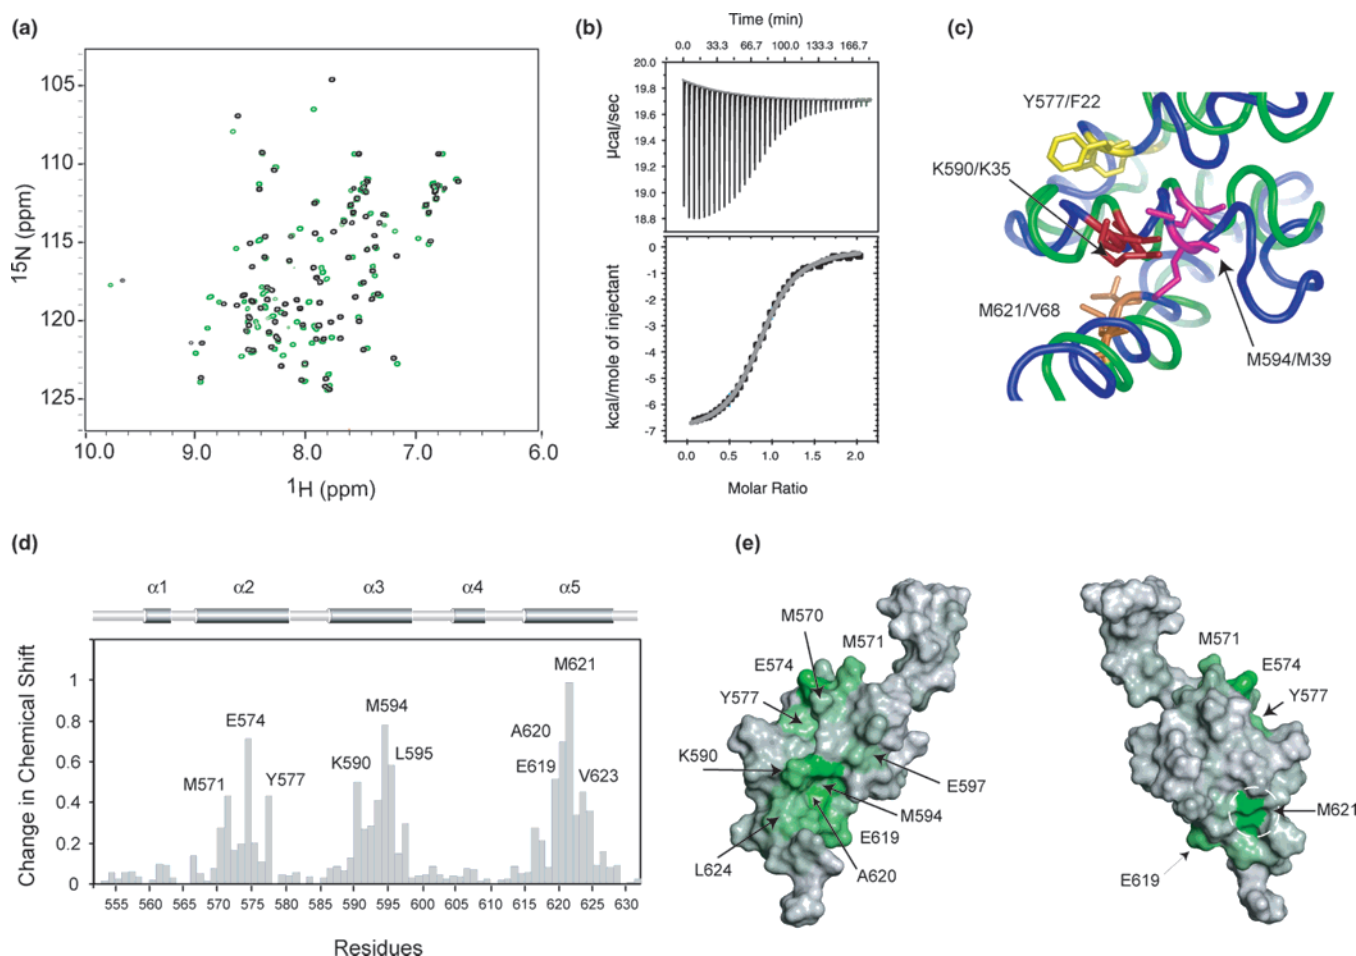 (a)
105
110
115
120
125
15N (ppm)
10.0 9.0 8.0 7.0 6.0
1H (ppm)
(b)
Time (min)
0.0 33.3 66.7 100.0 133.3 166.7
20.0
19.8
19.6
19.4
19.2
19.0
18.8
µcal/sec
0
-1
-2
-3
-4
-5
-6
-7
kcal/mole of injectant
0.0 0.5 1.0 1.5 2.0
Molar Ratio
(c)
Y577/F22
K590/K35
M621/V68
M594/M39
(d)
α1 α2 α3 α4 α5
Change in Chemical Shift
1
0.8
0.6
0.4
0.2
0
M571
E574
Y577
K590
M594
L595
E619
A620
M621
V623
555 560 565 570 575 580 585 590 595 600 605 610 615 620 625 630
Residues
(e)
M570
M571
E574
Y577
K590
E597
M594
E619
L624
A620
M571
E574
Y577
M621
E619